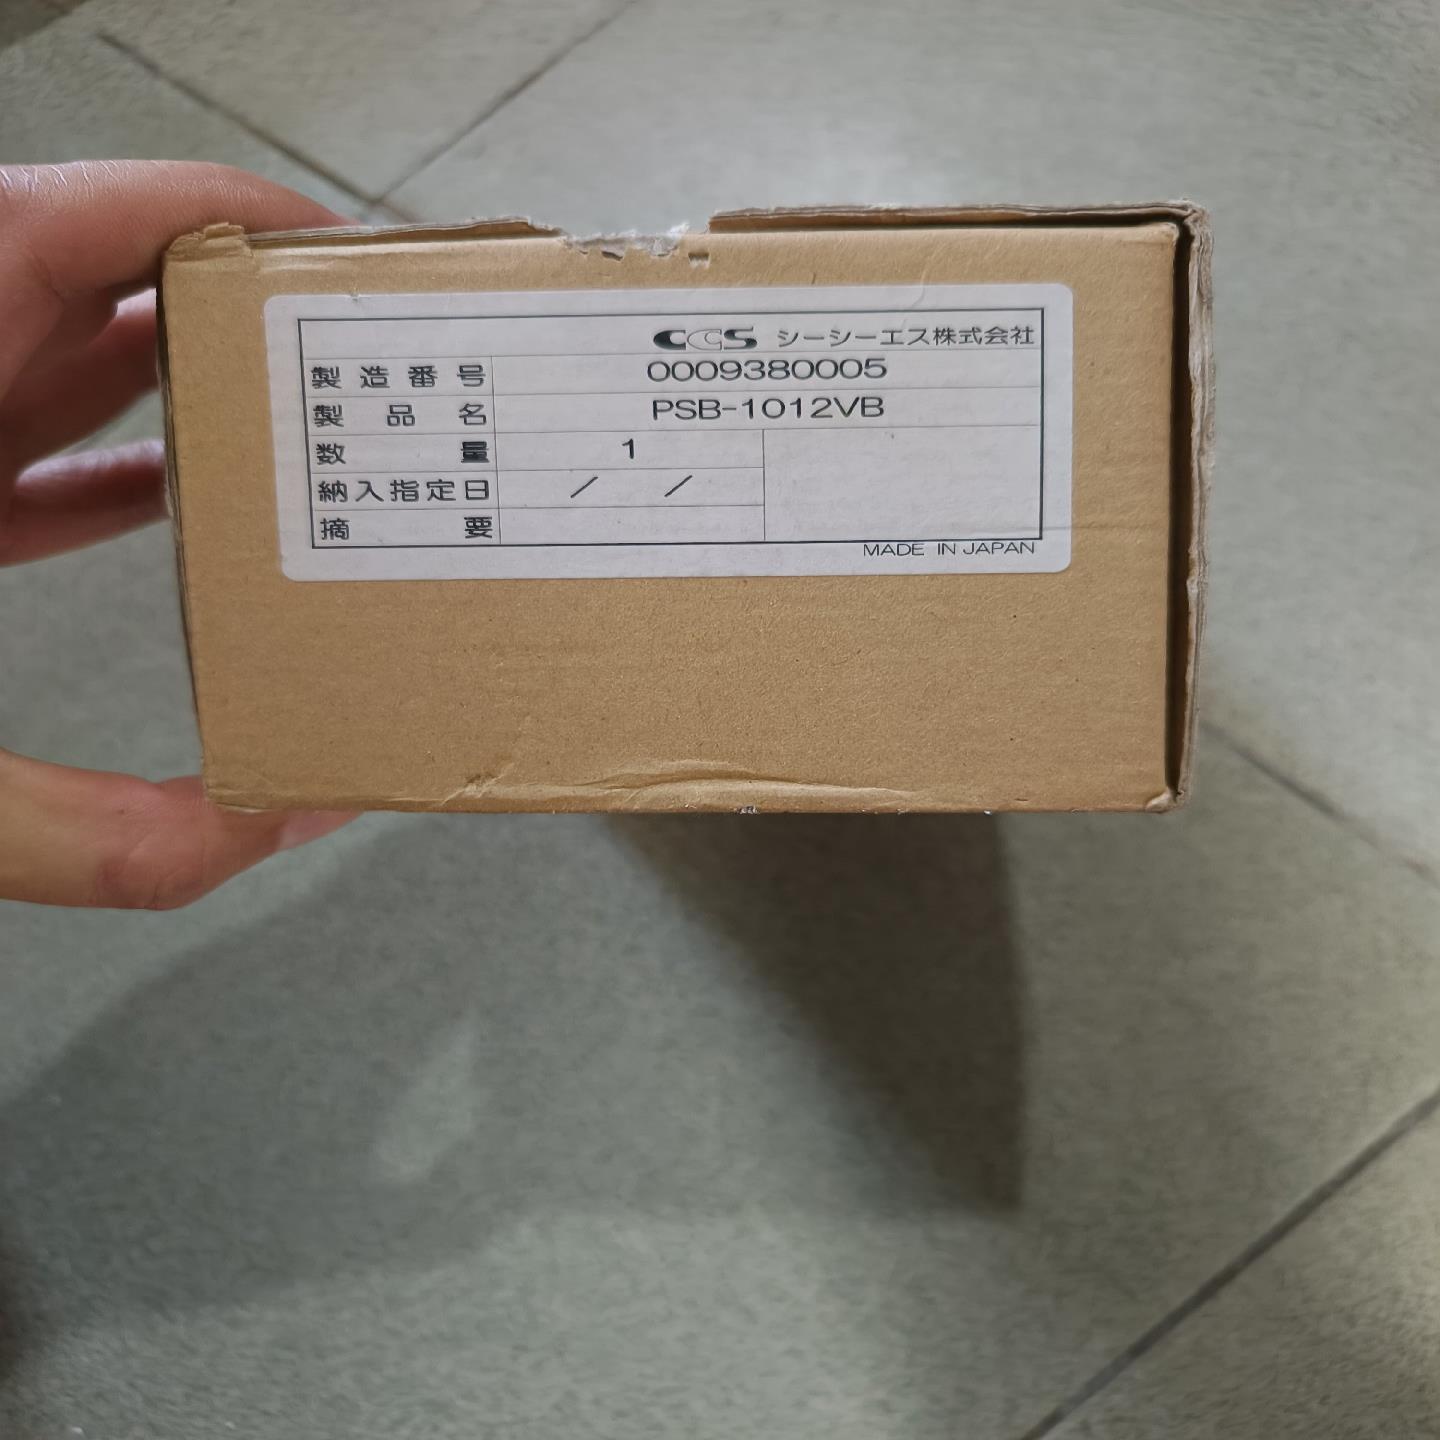 CCS シーシーエス株式会社
製造番号 0009380005
製品名 PSB-1012VB
数量 1
納入指定日 / /
摘要
MADE IN JAPAN